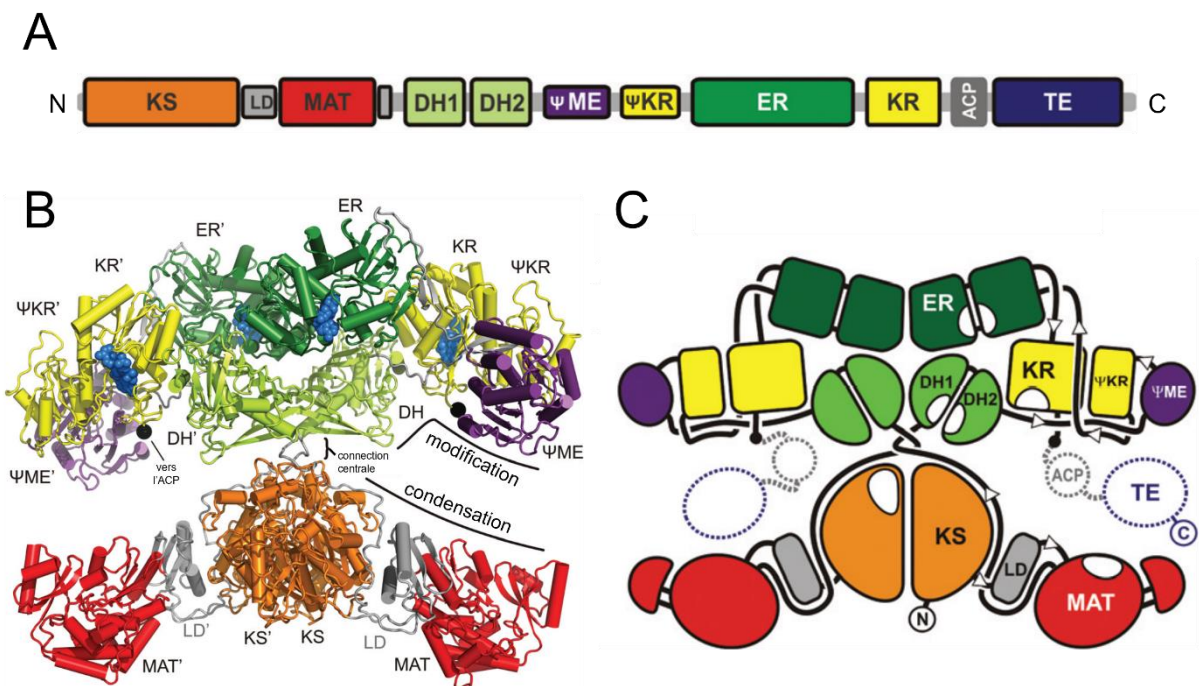 A
N KS LD MAT DH1 DH2 ΨME ΨKR ER KR ACP TE C
B
ER
ER'
KR'
KR
ΨKR
ΨKR'
DH
DH'
ΨME'
ΨME
vers
l'ACP
connection
centrale
modification
condensation
LD'
KS'
KS
LD
MAT'
MAT
C
ER
KR
ΨKR
ΨME
DH1
DH2
ACP
TE
C
KS
LD
MAT
N